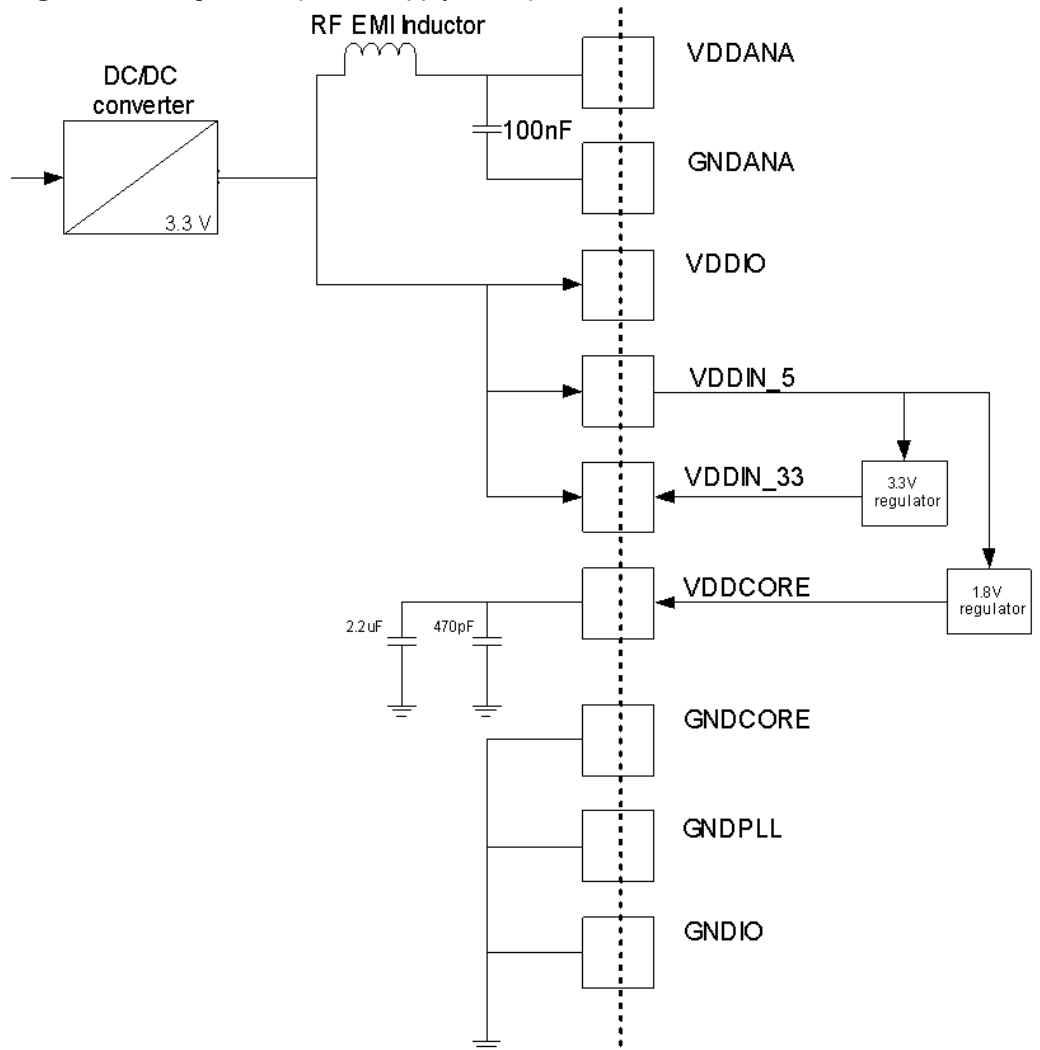 RF EMI Inductor
DC/DC
converter
3.3 V
100nF
VDDANA
GNDANA
VDDIO
VDDIN_5
VDDIN_33
3.3V
regulator
VDDCORE
1.8V
regulator
2.2uF
470pF
GNDCORE
GNDPLL
GNDIO